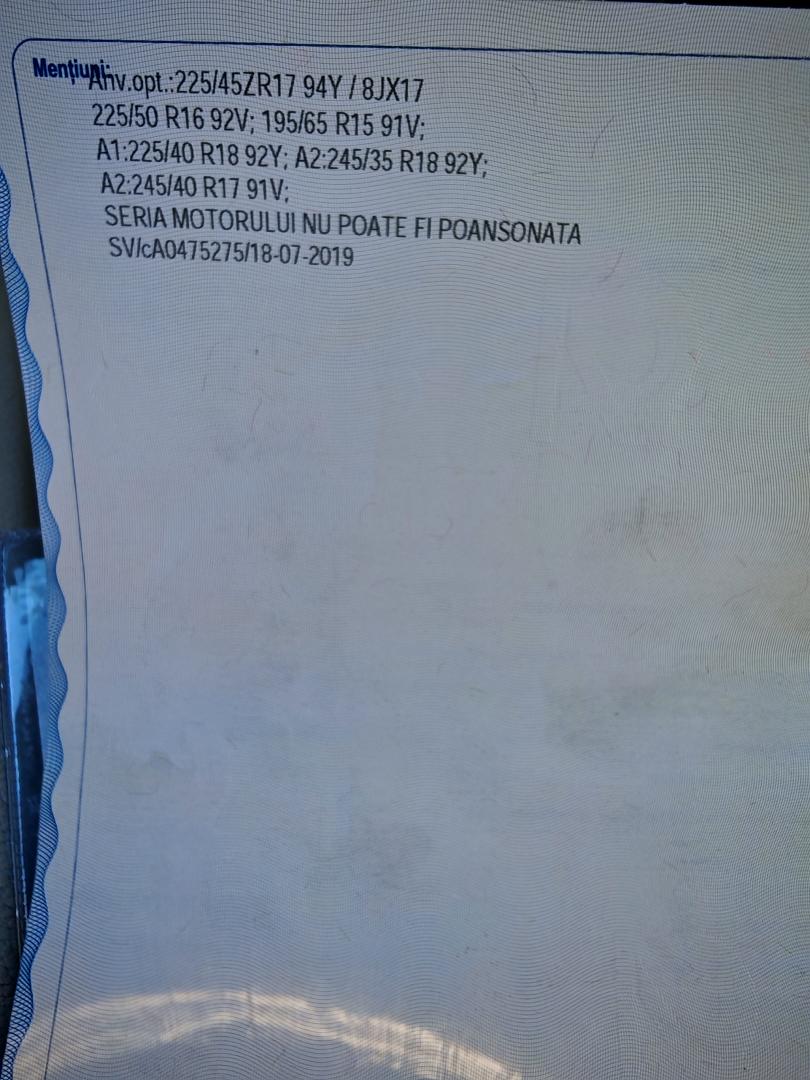 Mențiuni:
Anv.opt.:225/45ZR17 94Y / 8JX17
225/50 R16 92V; 195/65 R15 91V;
A1:225/40 R18 92Y; A2:245/35 R18 92Y;
A2:245/40 R17 91V;
SERIA MOTORULUI NU POATE FI POANSONATA
SV/cA0475275/18-07-2019